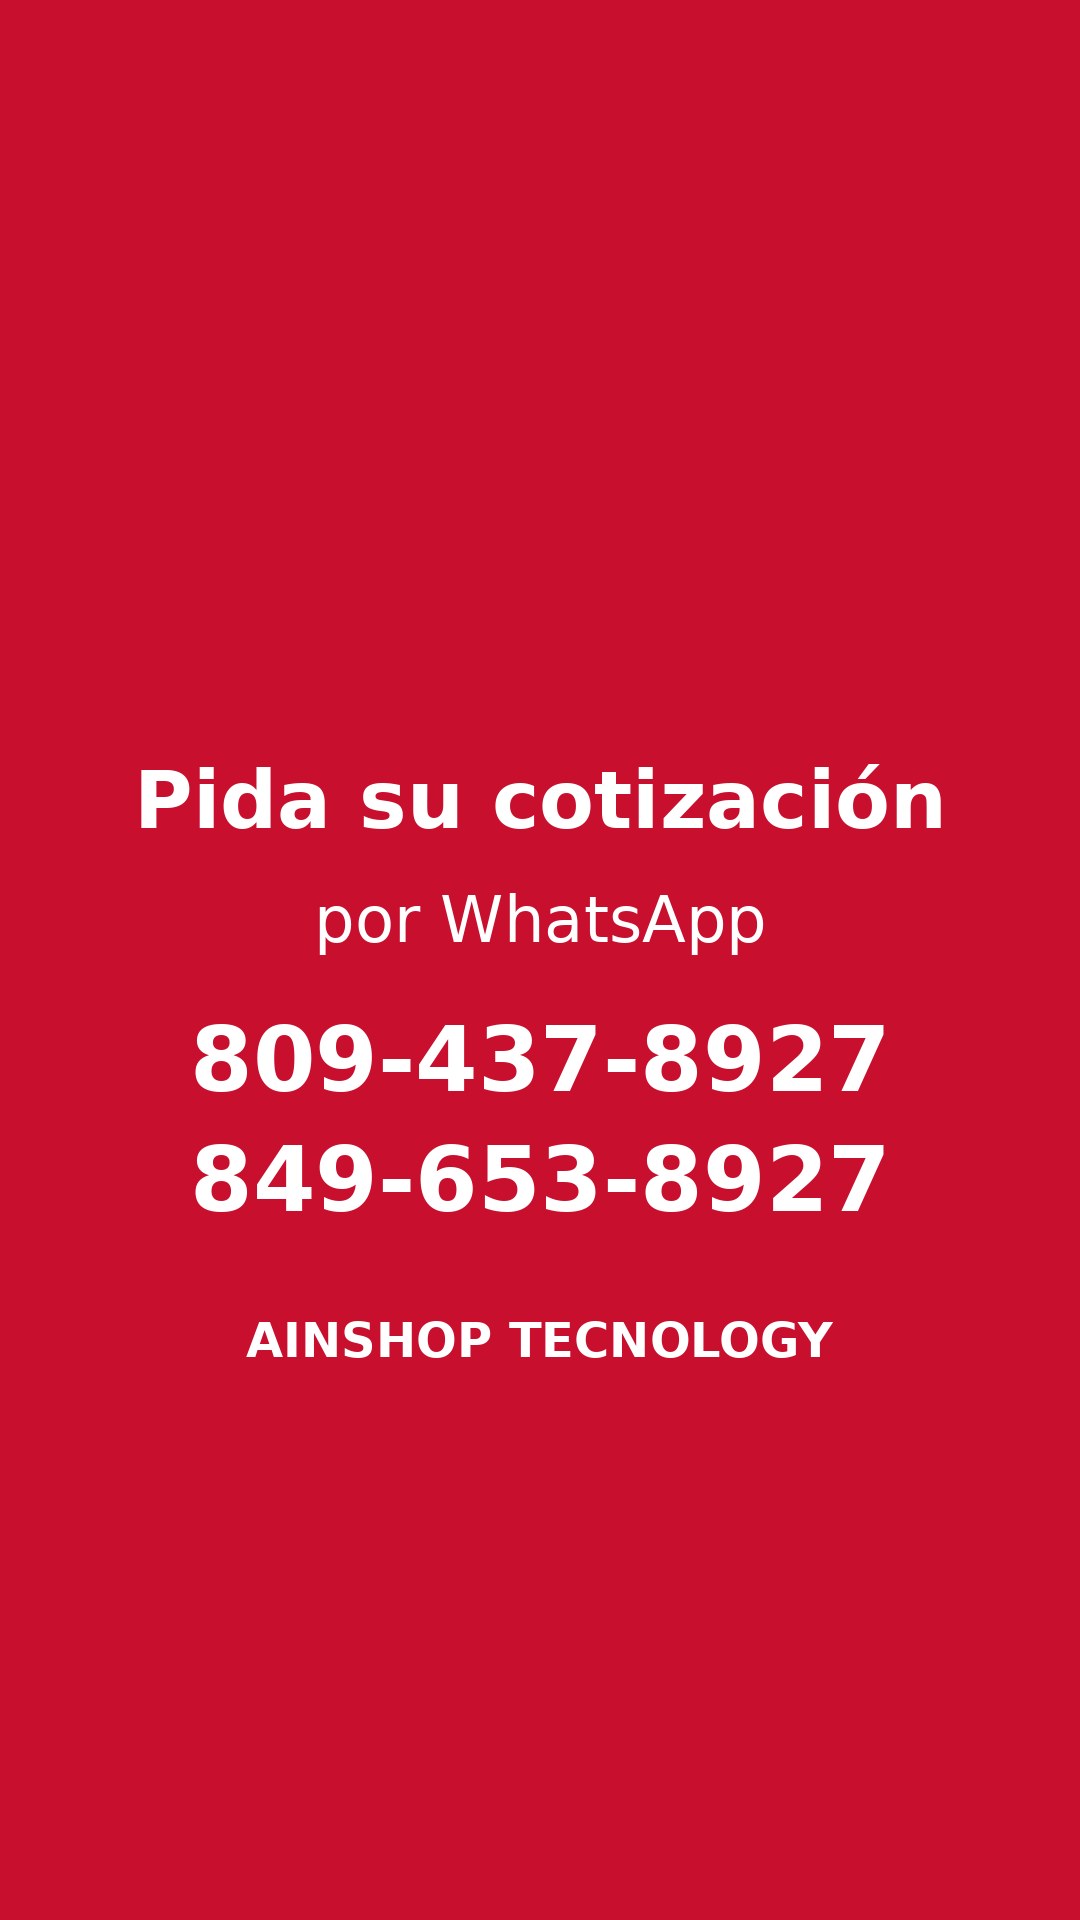 Pida su cotización
por WhatsApp
809-437-8927
849-653-8927
AINSHOP TECNOLOGY